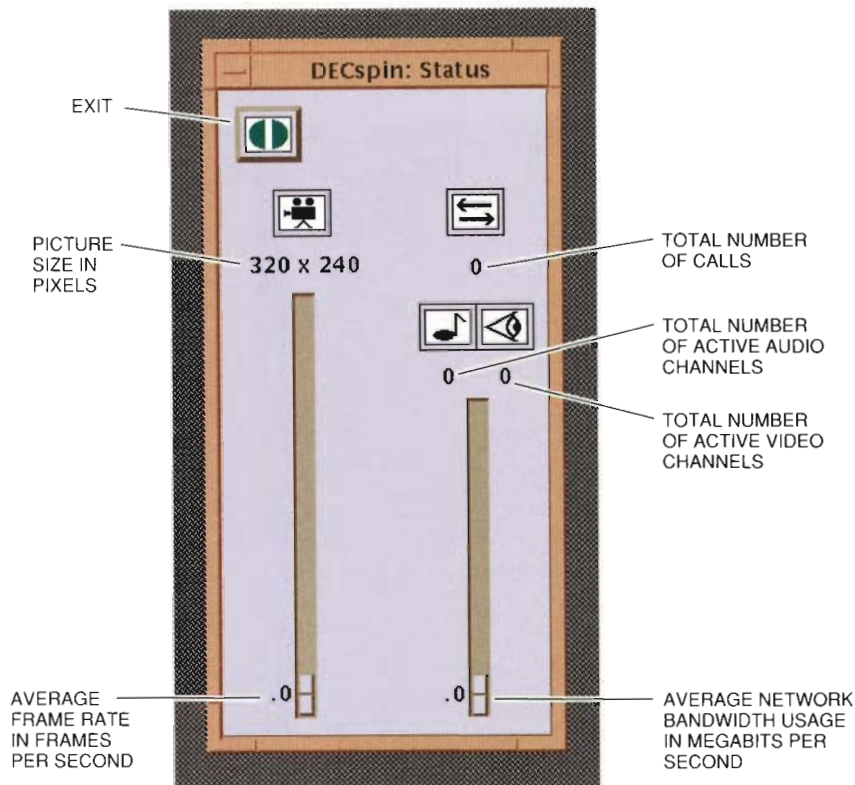 DECspin: Status
EXIT
PICTURE
SIZE IN
PIXELS
320 x 240
0
TOTAL NUMBER
OF CALLS
TOTAL NUMBER
OF ACTIVE AUDIO
CHANNELS
0 0
TOTAL NUMBER
OF ACTIVE VIDEO
CHANNELS
AVERAGE
FRAME RATE
IN FRAMES
PER SECOND
.0
.0
AVERAGE NETWORK
BANDWIDTH USAGE
IN MEGABITS PER
SECOND